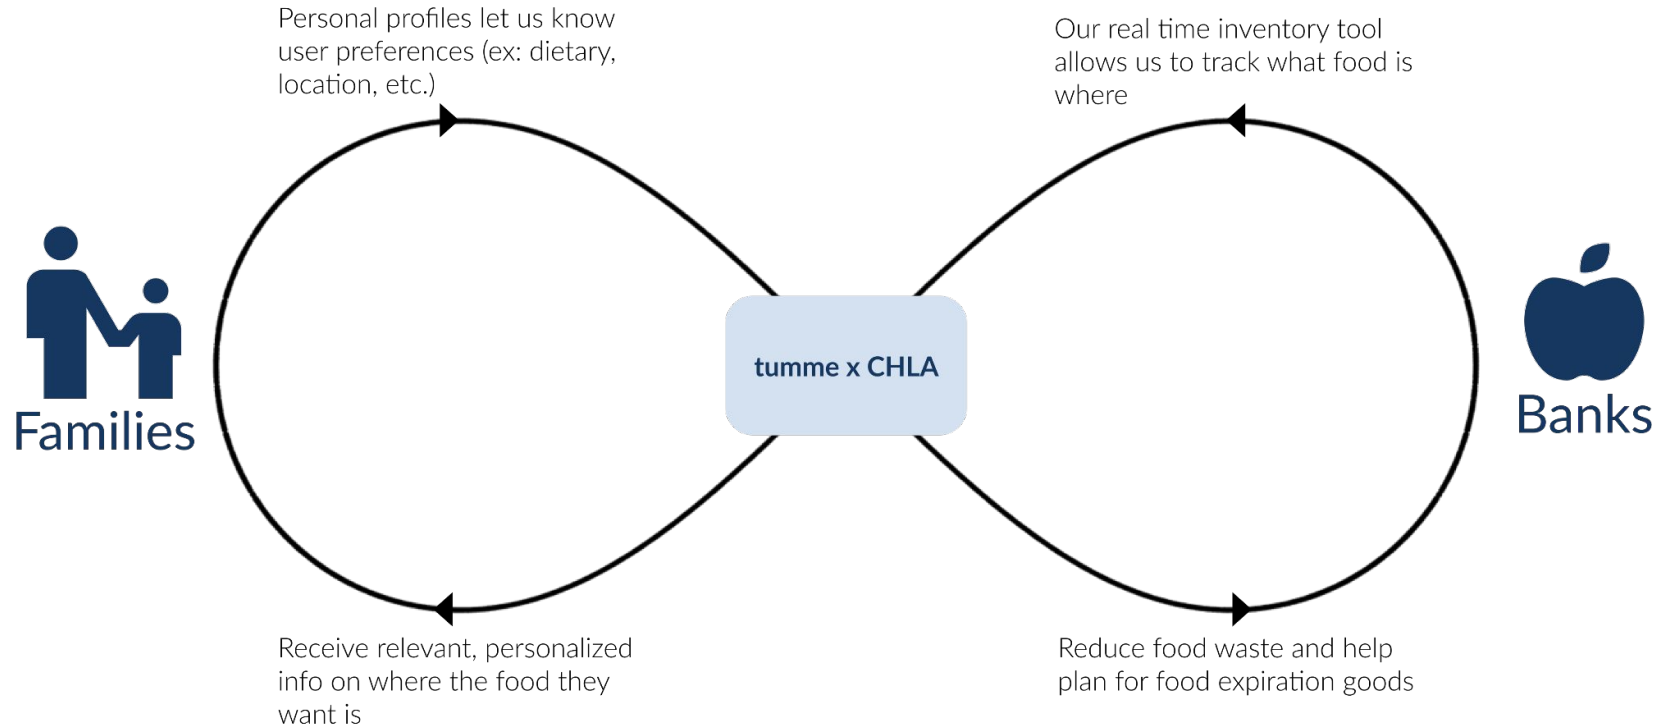 Personal profiles let us know
user preferences (ex: dietary,
location, etc.)
Our real time inventory tool
allows us to track what food is
where
Families
tumme x CHLA
Banks
Receive relevant, personalized
info on where the food they
want is
Reduce food waste and help
plan for food expiration goods